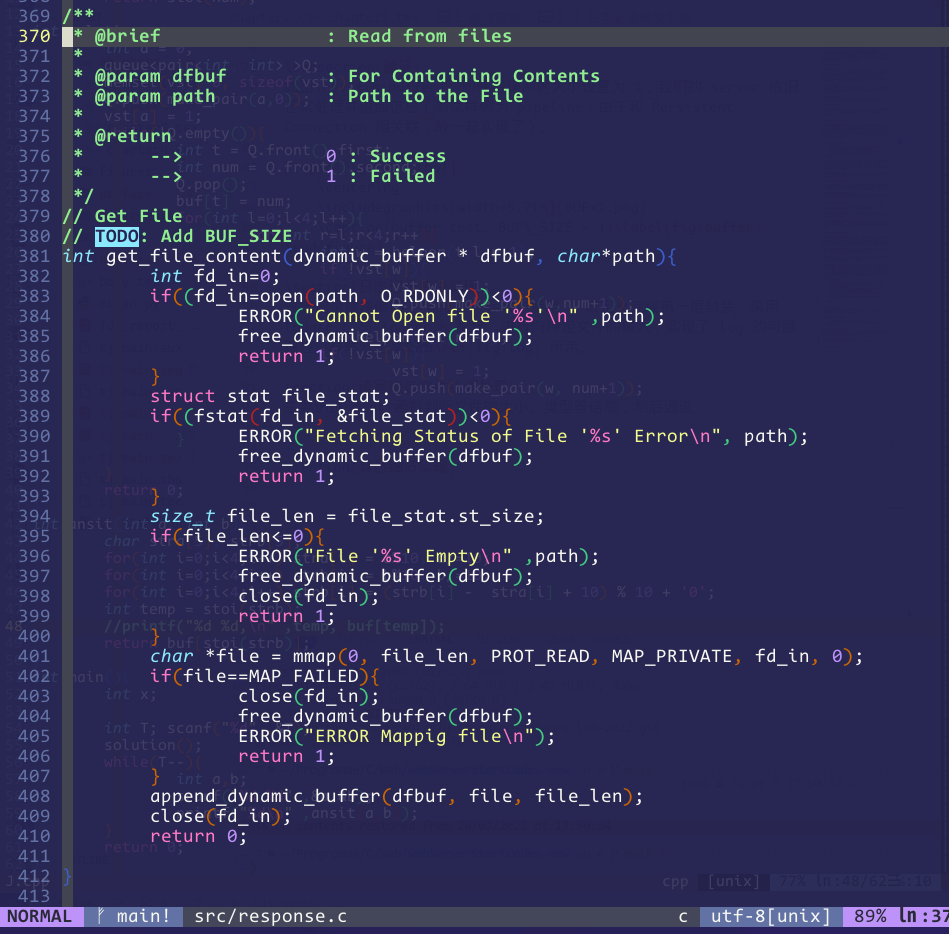 369 /**
370  * @brief               : Read from files
371  *
372  * @param dfbuf         : For Containing Contents
373  * @param path          : Path to the File
374  *
375  * @return
376  *      -->             0 : Success
377  *      -->             1 : Failed
378  */
379 // Get File
380 // TODO: Add BUF_SIZE
381 int get_file_content(dynamic_buffer * dfbuf, char*path){
382         int fd_in=0;
383         if((fd_in=open(path, O_RDONLY))<0){
384                 ERROR("Cannot Open file '%s'\n" ,path);
385                 free_dynamic_buffer(dfbuf);
386                 return 1;
387         }
388         struct stat file_stat;
389         if((fstat(fd_in, &file_stat))<0){
390                 ERROR("Fetching Status of File '%s' Error\n", path);
391                 free_dynamic_buffer(dfbuf);
392                 return 1;
393         }
394         size_t file_len = file_stat.st_size;
395         if(file_len<=0){
396                 ERROR("File '%s' Empty\n" ,path);
397                 free_dynamic_buffer(dfbuf);
398                 close(fd_in);
399                 return 1;
400         }
401         char *file = mmap(0, file_len, PROT_READ, MAP_PRIVATE, fd_in, 0);
402         if(file==MAP_FAILED){
403                 close(fd_in);
404                 free_dynamic_buffer(dfbuf);
405                 ERROR("ERROR Mappig file\n");
406                 return 1;
407         }
408         append_dynamic_buffer(dfbuf, file, file_len);
409         close(fd_in);
410         return 0;
411
412 }
413
NORMAL main! src/response.c c utf-8[unix] 89% ln:37